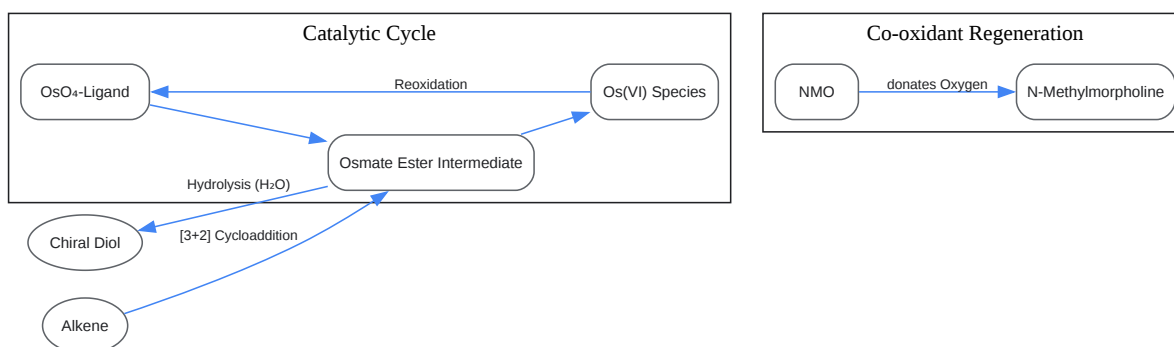 Catalytic Cycle
Co-oxidant Regeneration
OsO₄-Ligand
Reoxidation
Os(VI) Species
NMO
donates Oxygen
N-Methylmorpholine
Osmate Ester Intermediate
Hydrolysis (H₂O)
Chiral Diol
[3+2] Cycloaddition
Alkene